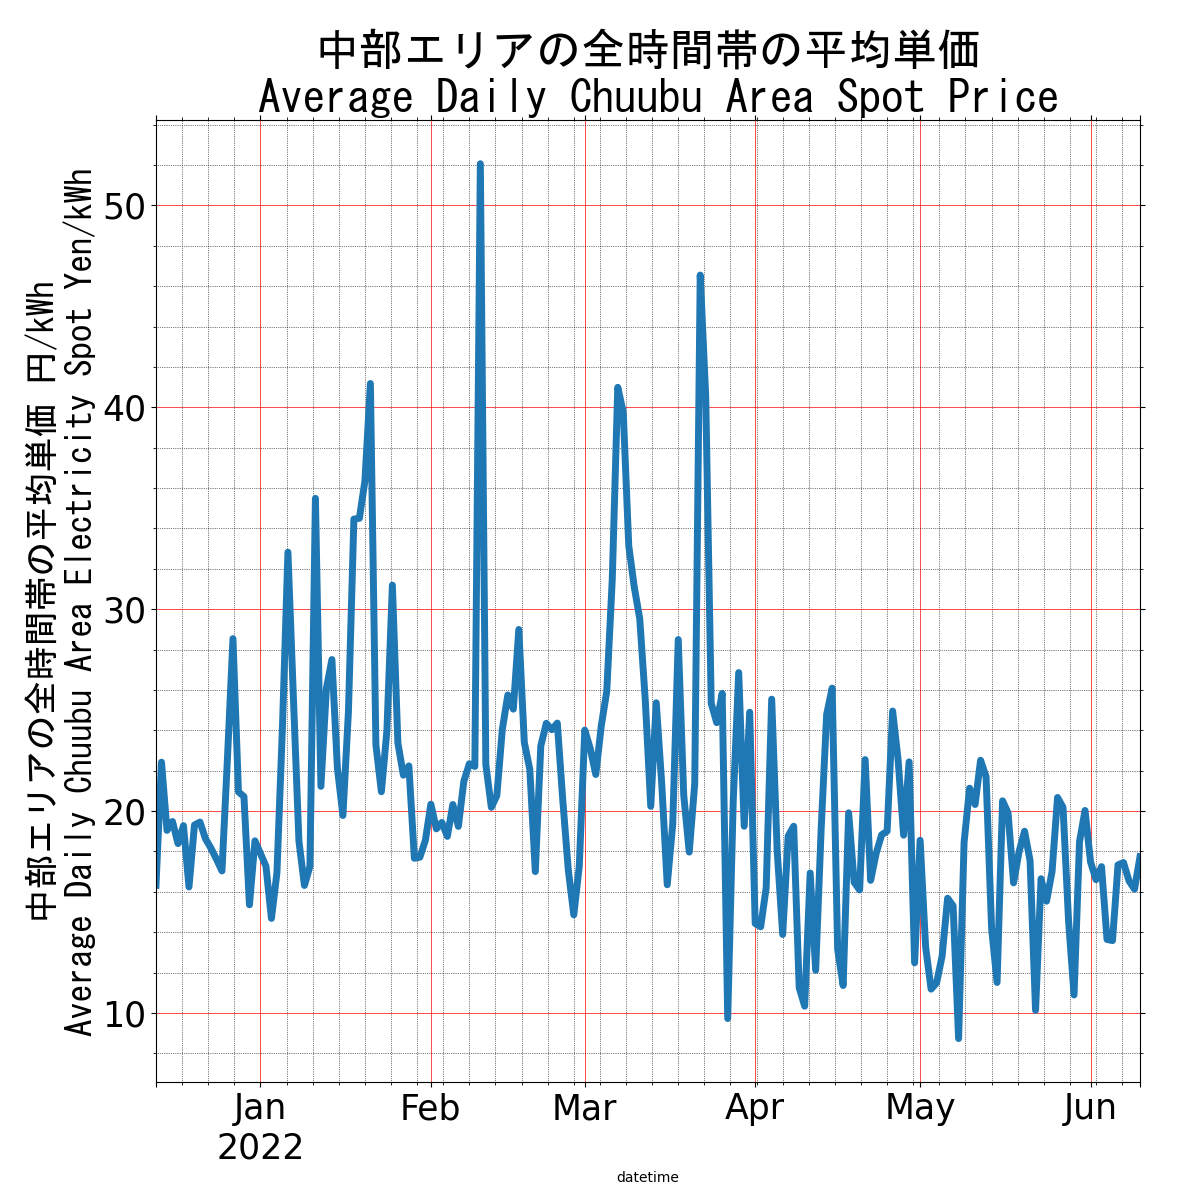 中部エリアの全時間帯の平均単価
Average Daily Chuubu Area Spot Price
中部エリアの全時間帯の平均単価 円/kWh
Average Daily Chuubu Area Electricity Spot Yen/kWh
50
40
30
20
10
Jan Feb Mar Apr May Jun
2022
datetime